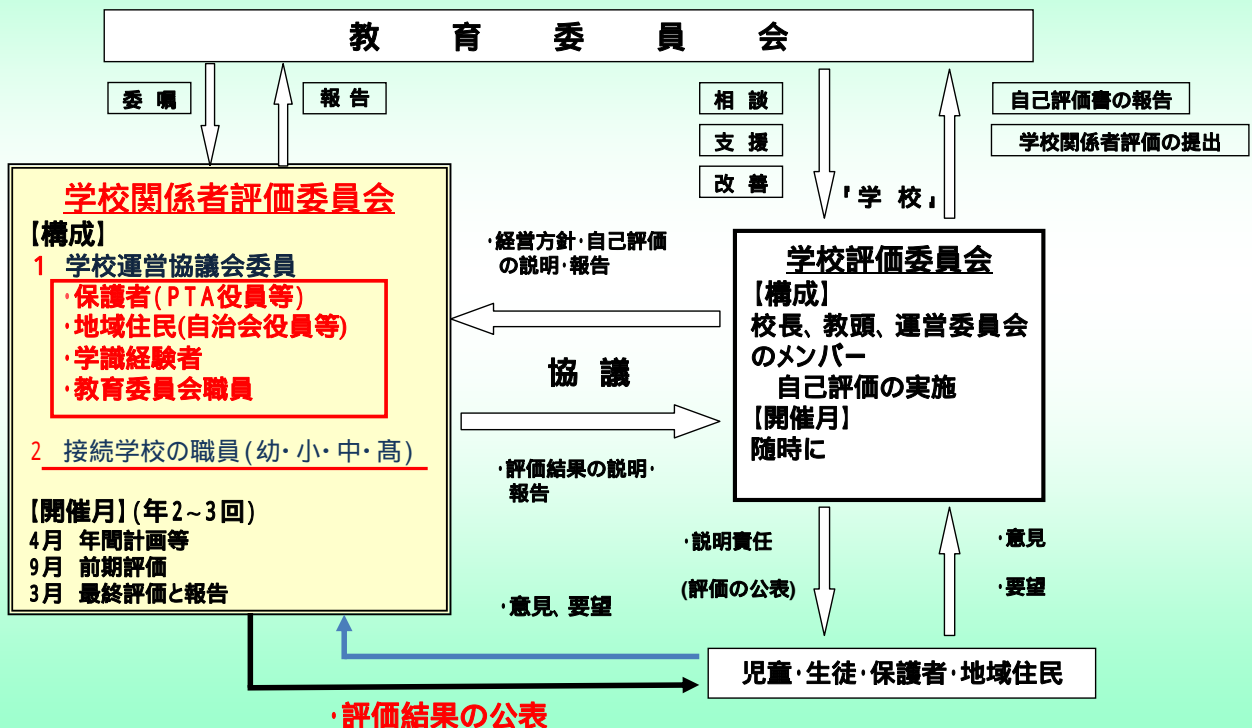 教育委員会
委嘱
報告
相談
支援
改善
自己評価書の報告
学校関係者評価の提出
学校関係者評価委員会
【構成】
1 学校運営協議会委員
・保護者(PTA役員等)
・地域住民(自治会役員等)
・学識経験者
・教育委員会職員
2 接続学校の職員(幼・小・中・髙)
【開催月】(年2~3回)
4月 年間計画等
9月 前期評価
3月 最終評価と報告
・経営方針・自己評価
の説明・報告
協議
・評価結果の説明・
報告
・意見、要望
『学校』
学校評価委員会
【構成】
校長、教頭、運営委員会
のメンバー
自己評価の実施
【開催月】
随時に
・説明責任
(評価の公表)
・意見
・要望
児童・生徒・保護者・地域住民
・評価結果の公表